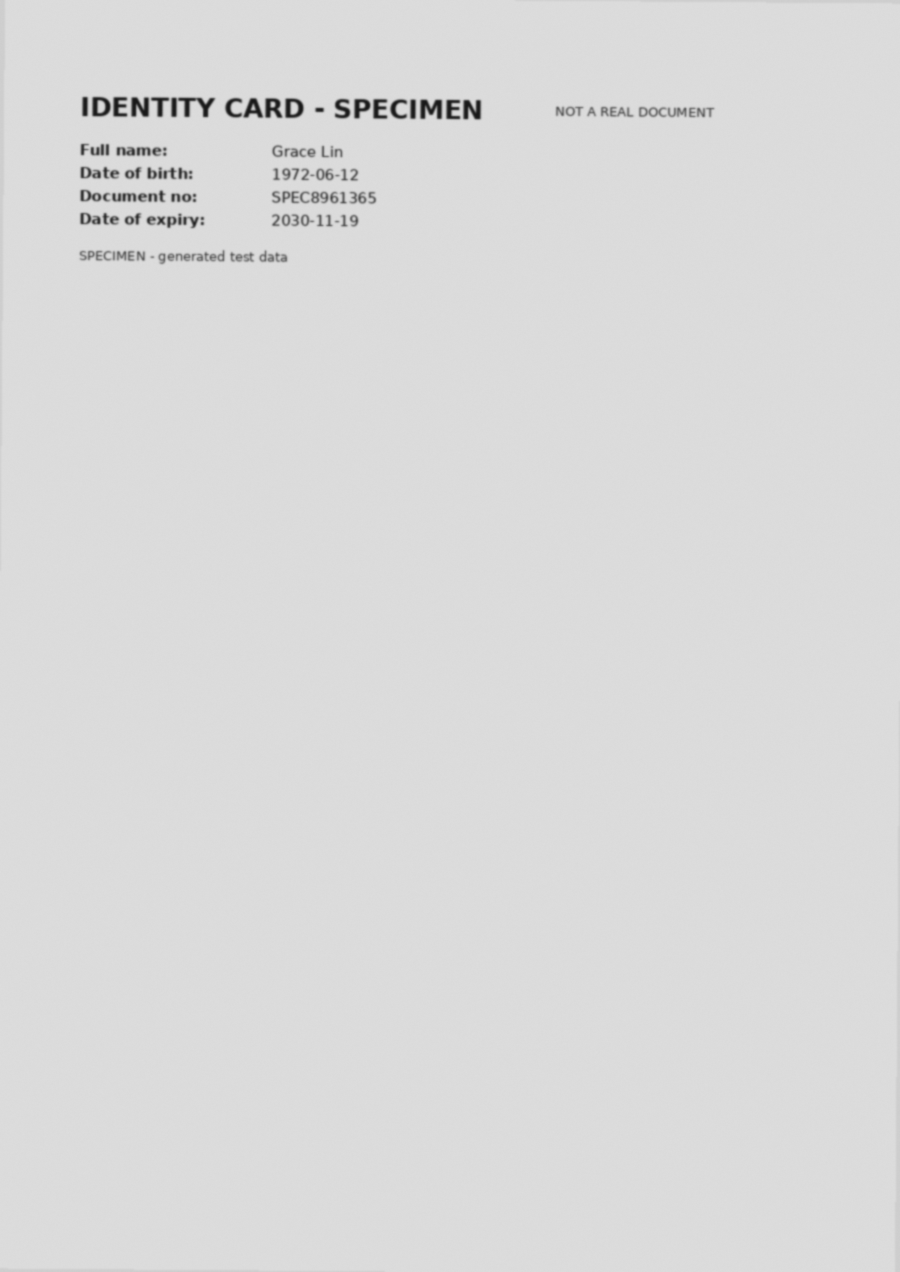 IDENTITY CARD - SPECIMEN NOT A REAL DOCUMENT
Full name: Grace Lin
Date of birth: 1972-06-12
Document no: SPEC8961365
Date of expiry: 2030-11-19
SPECIMEN - generated test data